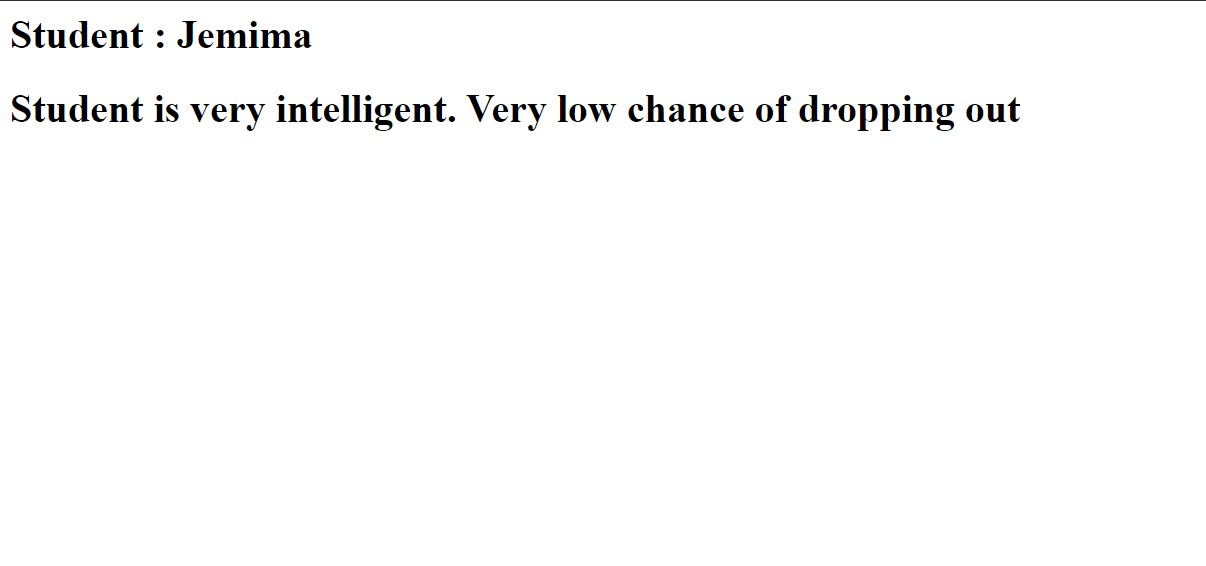 Student : Jemima
Student is very intelligent. Very low chance of dropping out